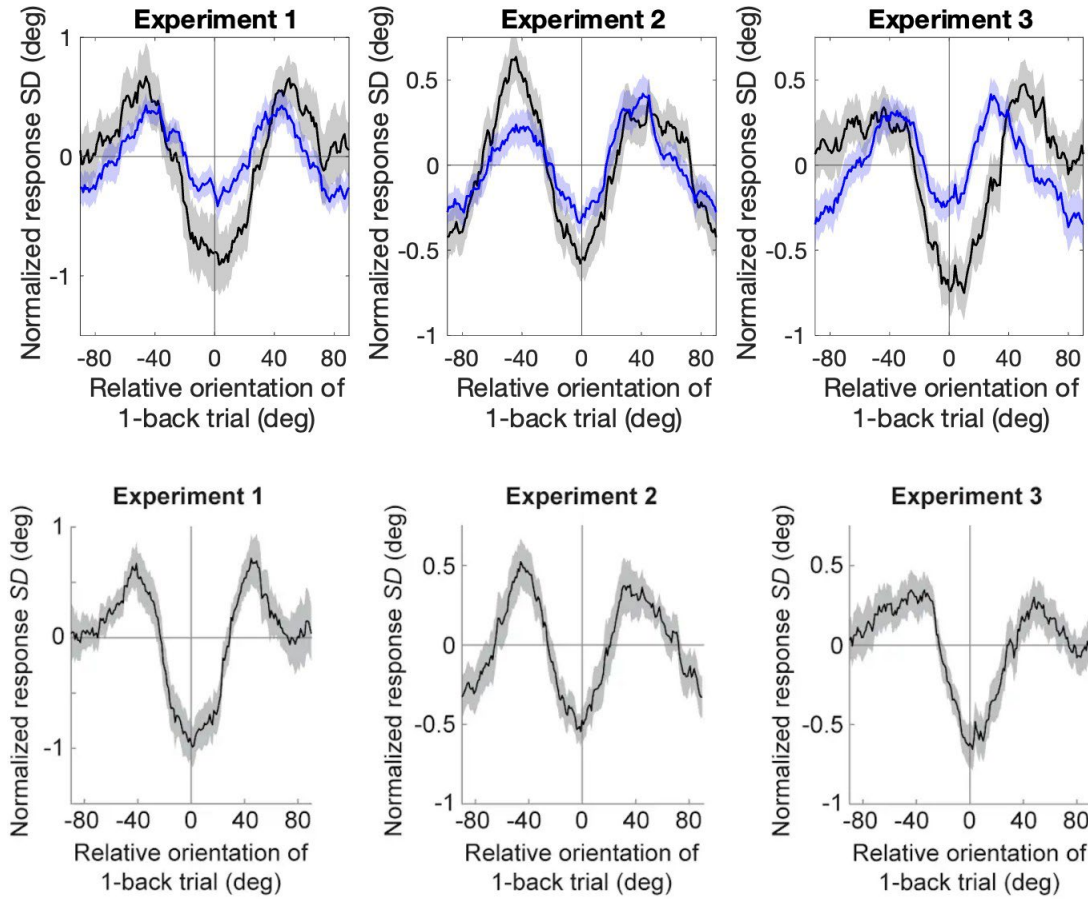 Experiment 1
Normalized response SD (deg)
1
0
-1
-80 -40 0 40 80
Relative orientation of
1-back trial (deg)
Experiment 2
Normalized response SD (deg)
0.5
0
-0.5
-1
-80 -40 0 40 80
Relative orientation of
1-back trial (deg)
Experiment 3
Normalized response SD (deg)
0.5
0
-0.5
-1
-80 -40 0 40 80
Relative orientation of
1-back trial (deg)
Experiment 1
Normalized response SD (deg)
1
0
-1
-80 -40 0 40 80
Relative orientation of
1-back trial (deg)
Experiment 2
Normalized response SD (deg)
0.5
0
-0.5
-1
-80 -40 0 40 80
Relative orientation of
1-back trial (deg)
Experiment 3
Normalized response SD (deg)
0.5
0
-0.5
-1
-80 -40 0 40 80
Relative orientation of
1-back trial (deg)